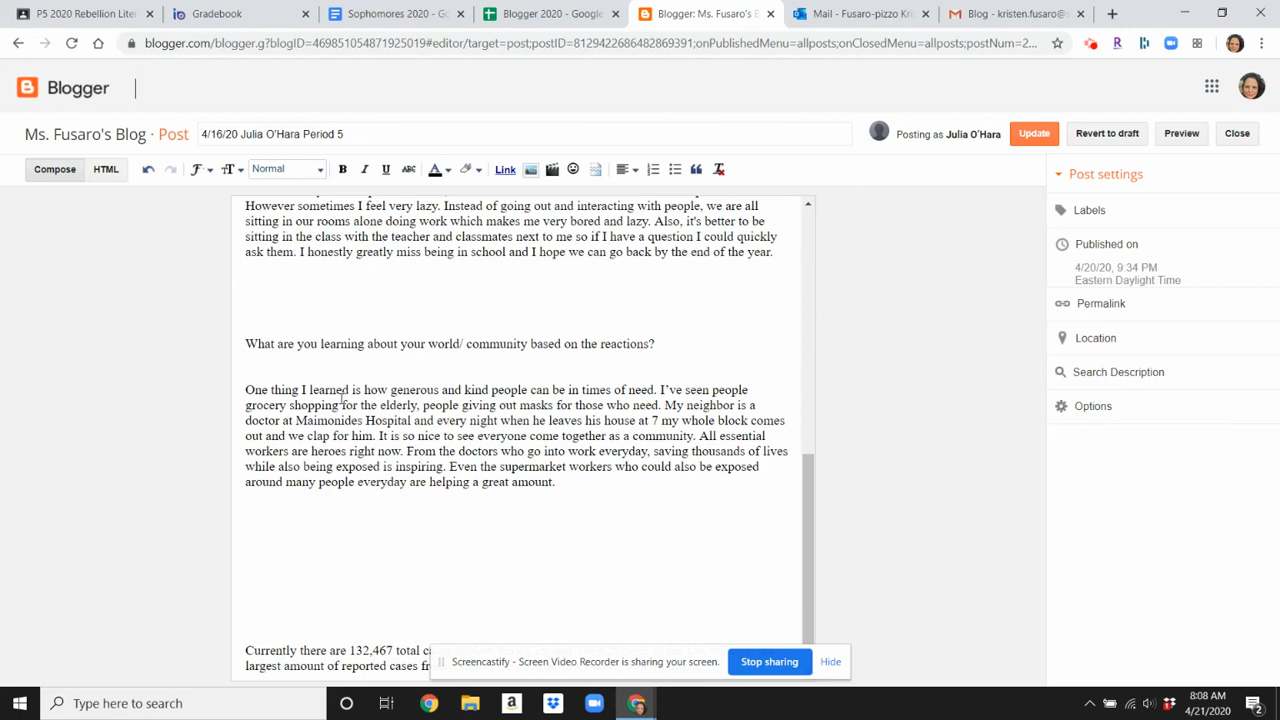 P5 2020 Rebellion Liter
Gradebook
Sophomores 2020 - Go
Blogger 2020 - Google
Blogger: Ms. Fusaro's B
Mail - Fusaro-pizzo Kri
Blog - kristen.fusaro@s
blogger.com/blogger.g?blogID=469851054871925019#editor/target=post;postID=8129422686482869391;onPublishedMenu=allposts;onClosedMenu=allposts;postNum=2...
Blogger
Ms. Fusaro's Blog · Post
4/16/20 Julia O'Hara Period 5
Posting as Julia O'Hara
Update
Revert to draft
Preview
Close
Compose
HTML
Normal
B I U ABC A
Link
Post settings
Labels
Published on
4/20/20, 9:34 PM
Eastern Daylight Time
Permalink
Location
Search Description
Options
However sometimes I feel very lazy. Instead of going out and interacting with people, we are all
sitting in our rooms alone doing work which makes me very bored and lazy. Also, it's better to be
sitting in the class with the teacher and classmates next to me so if I have a question I could quickly
ask them. I honestly greatly miss being in school and I hope we can go back by the end of the year.
What are you learning about your world/ community based on the reactions?
One thing I learned is how generous and kind people can be in times of need. I've seen people
grocery shopping for the elderly, people giving out masks for those who need. My neighbor is a
doctor at Maimonides Hospital and every night when he leaves his house at 7 my whole block comes
out and we clap for him. It is so nice to see everyone come together as a community. All essential
workers are heroes right now. From the doctors who go into work everyday, saving thousands of lives
while also being exposed is inspiring. Even the supermarket workers who could also be exposed
around many people everyday are helping a great amount.
Currently there are 132,467 total
largest amount of reported cases
Screencastify - Screen Video Recorder is sharing your screen.
Stop sharing
Hide
Type here to search
8:08 AM
4/21/2020
2